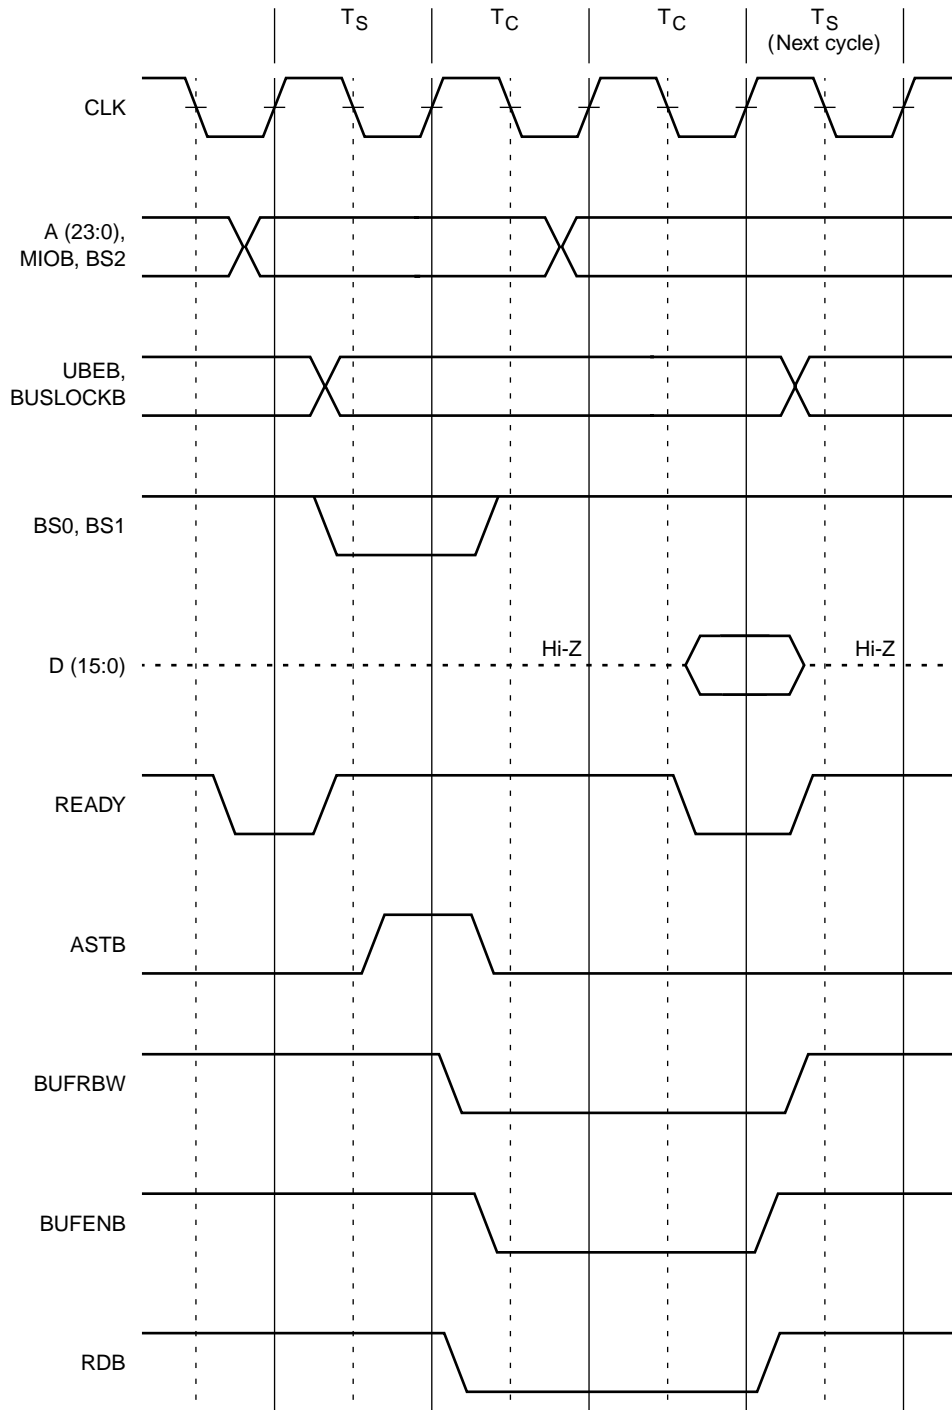 TS TC TC TS
(Next cycle)
CLK
A (23:0),
MIOB, BS2
UBEB,
BUSLOCKB
BS0, BS1
Hi-Z Hi-Z
D (15:0)
READY
ASTB
BUFRBW
BUFENB
RDB